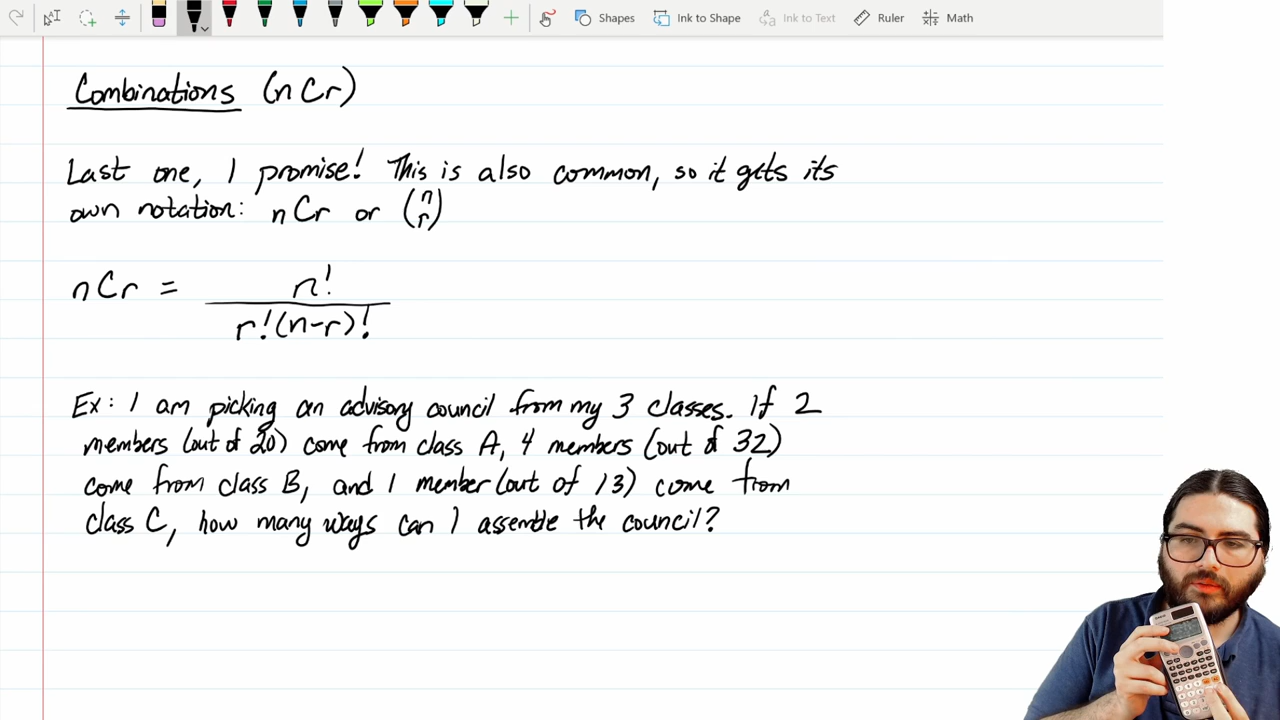 Shapes Ink to Shape Ink to Text Ruler Math
Combinations (nCr)
Last one, I promise! This is also common, so it gets its
own notation: nCr or (n r)
nCr = n! / r!(n-r)!
Ex: I am picking an advisory council from my 3 classes. If 2
members (out of 20) come from class A, 4 members (out of 32)
come from class B, and 1 member (out of 13) come from
class C, how many ways can I assemble the council?